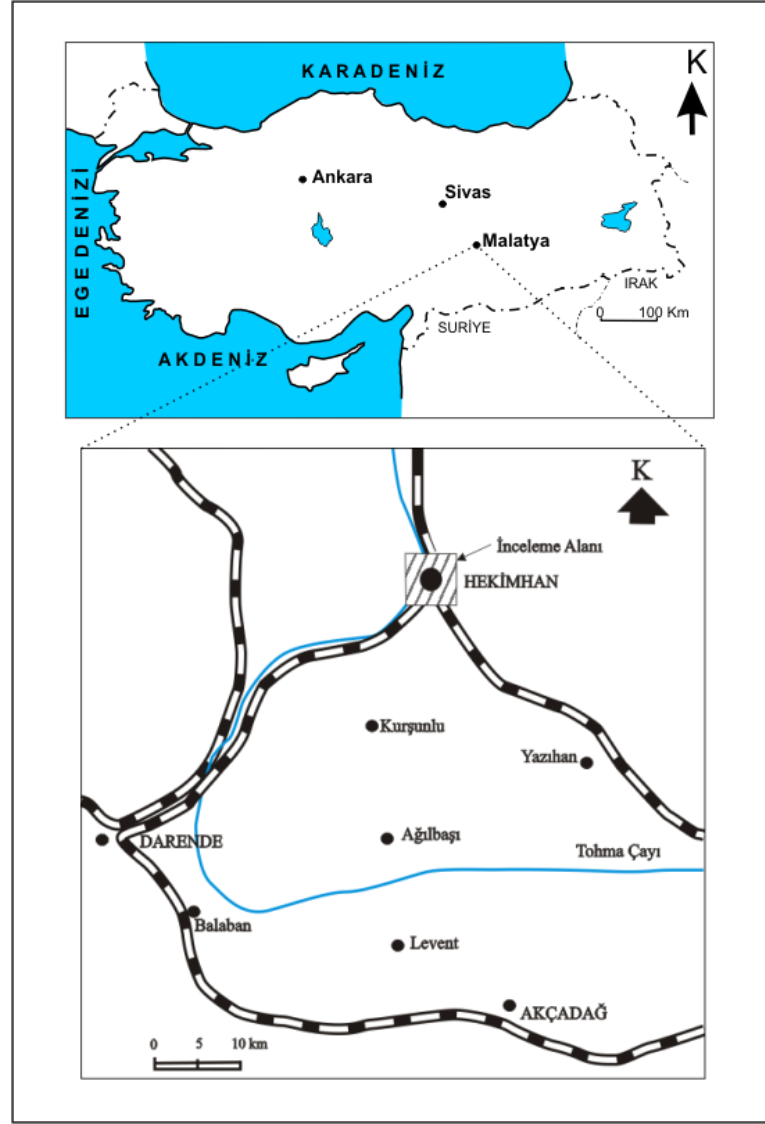 KARADENİZ
K
EGE DENİZİ
Ankara
Sivas
Malatya
IRAK
0 100 Km
SURİYE
AKDENİZ
K
İnceleme Alanı
HEKİMHAN
Kurşunlu
Yazıhan
DARENDE
Ağılbaşı
Tohma Çayı
Balaban
Levent
AKÇADAĞ
0 5 10 km